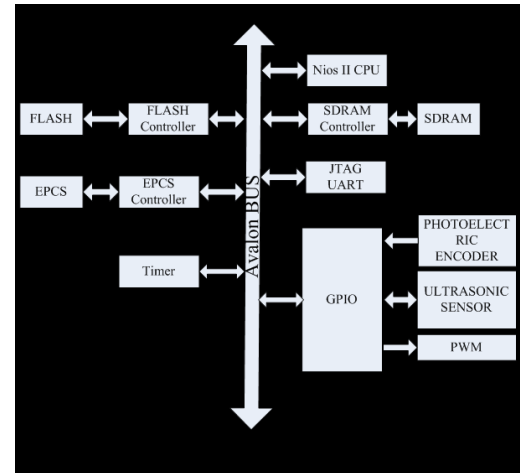 Nios II CPU
FLASH
FLASH
Controller
SDRAM
Controller
SDRAM
EPCS
EPCS
Controller
JTAG
UART
Avalon BUS
Timer
GPIO
PHOTOELECT
RIC
ENCODER
ULTRASONIC
SENSOR
PWM